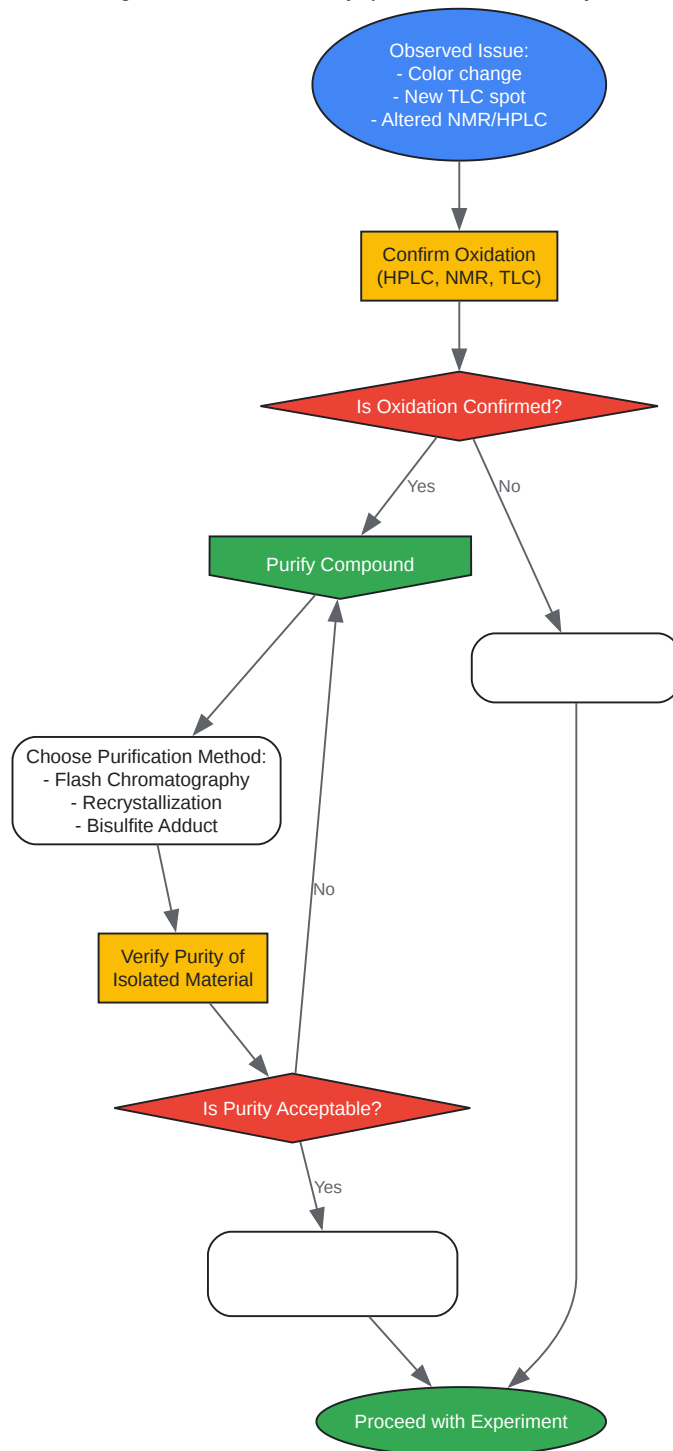 Observed Issue:
- Color change
- New TLC spot
- Altered NMR/HPLC
Confirm Oxidation
(HPLC, NMR, TLC)
Is Oxidation Confirmed?
Yes
No
Purify Compound
Choose Purification Method:
- Flash Chromatography
- Recrystallization
- Bisulfite Adduct
No
Verify Purity of
Isolated Material
Is Purity Acceptable?
Yes
Proceed with Experiment